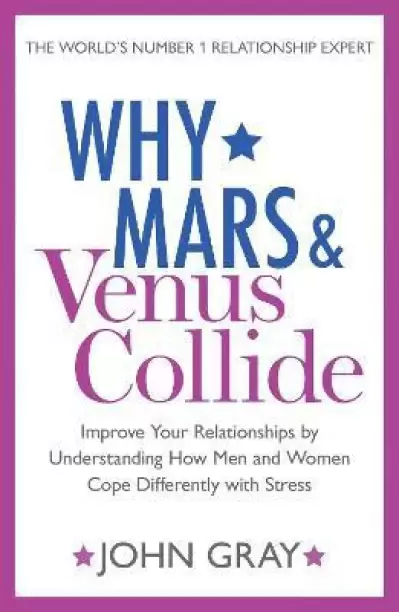 THE WORLD'S NUMBER 1 RELATIONSHIP EXPERT
WHY
MARS &
Venus
Collide
Improve Your Relationships by
Understanding How Men and Women
Cope Differently with Stress
JOHN GRAY